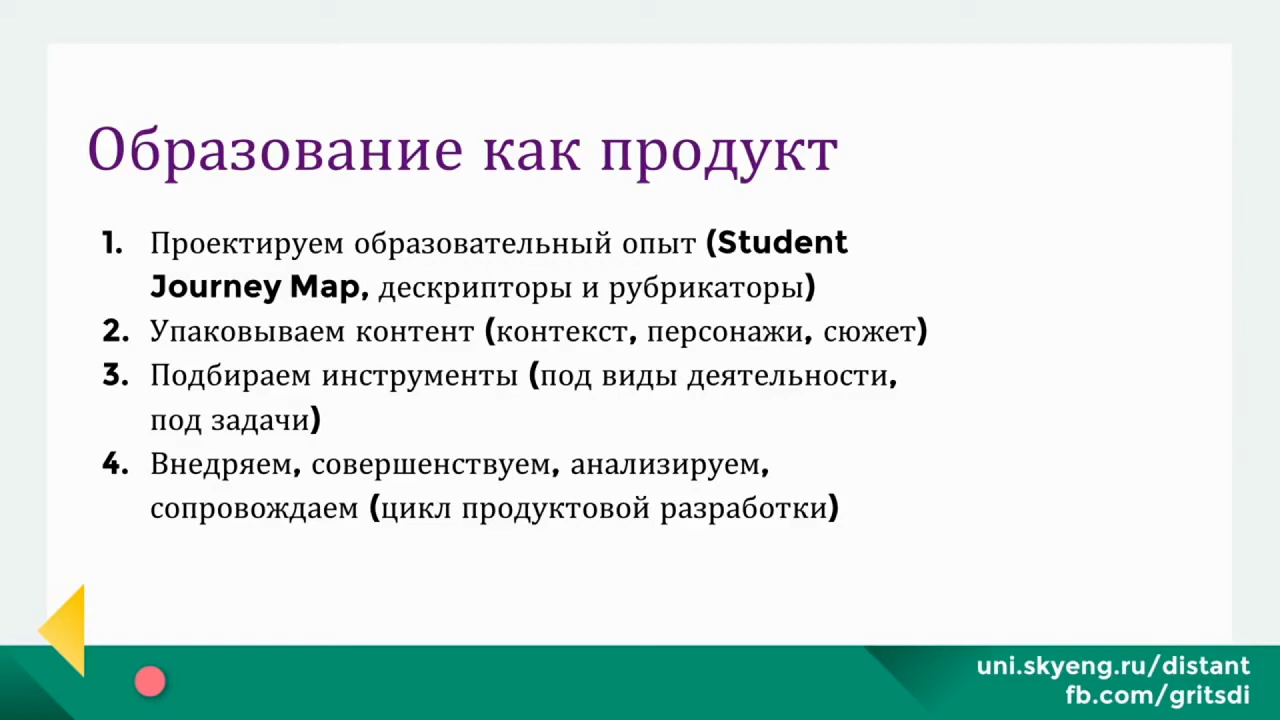 Образование как продукт
1. Проектируем образовательный опыт (Student
Journey Map, дескрипторы и рубрикаторы)
2. Упаковываем контент (контекст, персонажи, сюжет)
3. Подбираем инструменты (под виды деятельности,
под задачи)
4. Внедряем, совершенствуем, анализируем,
сопровождаем (цикл продуктовой разработки)
uni.skyeng.ru/distant
fb.com/gritsdi